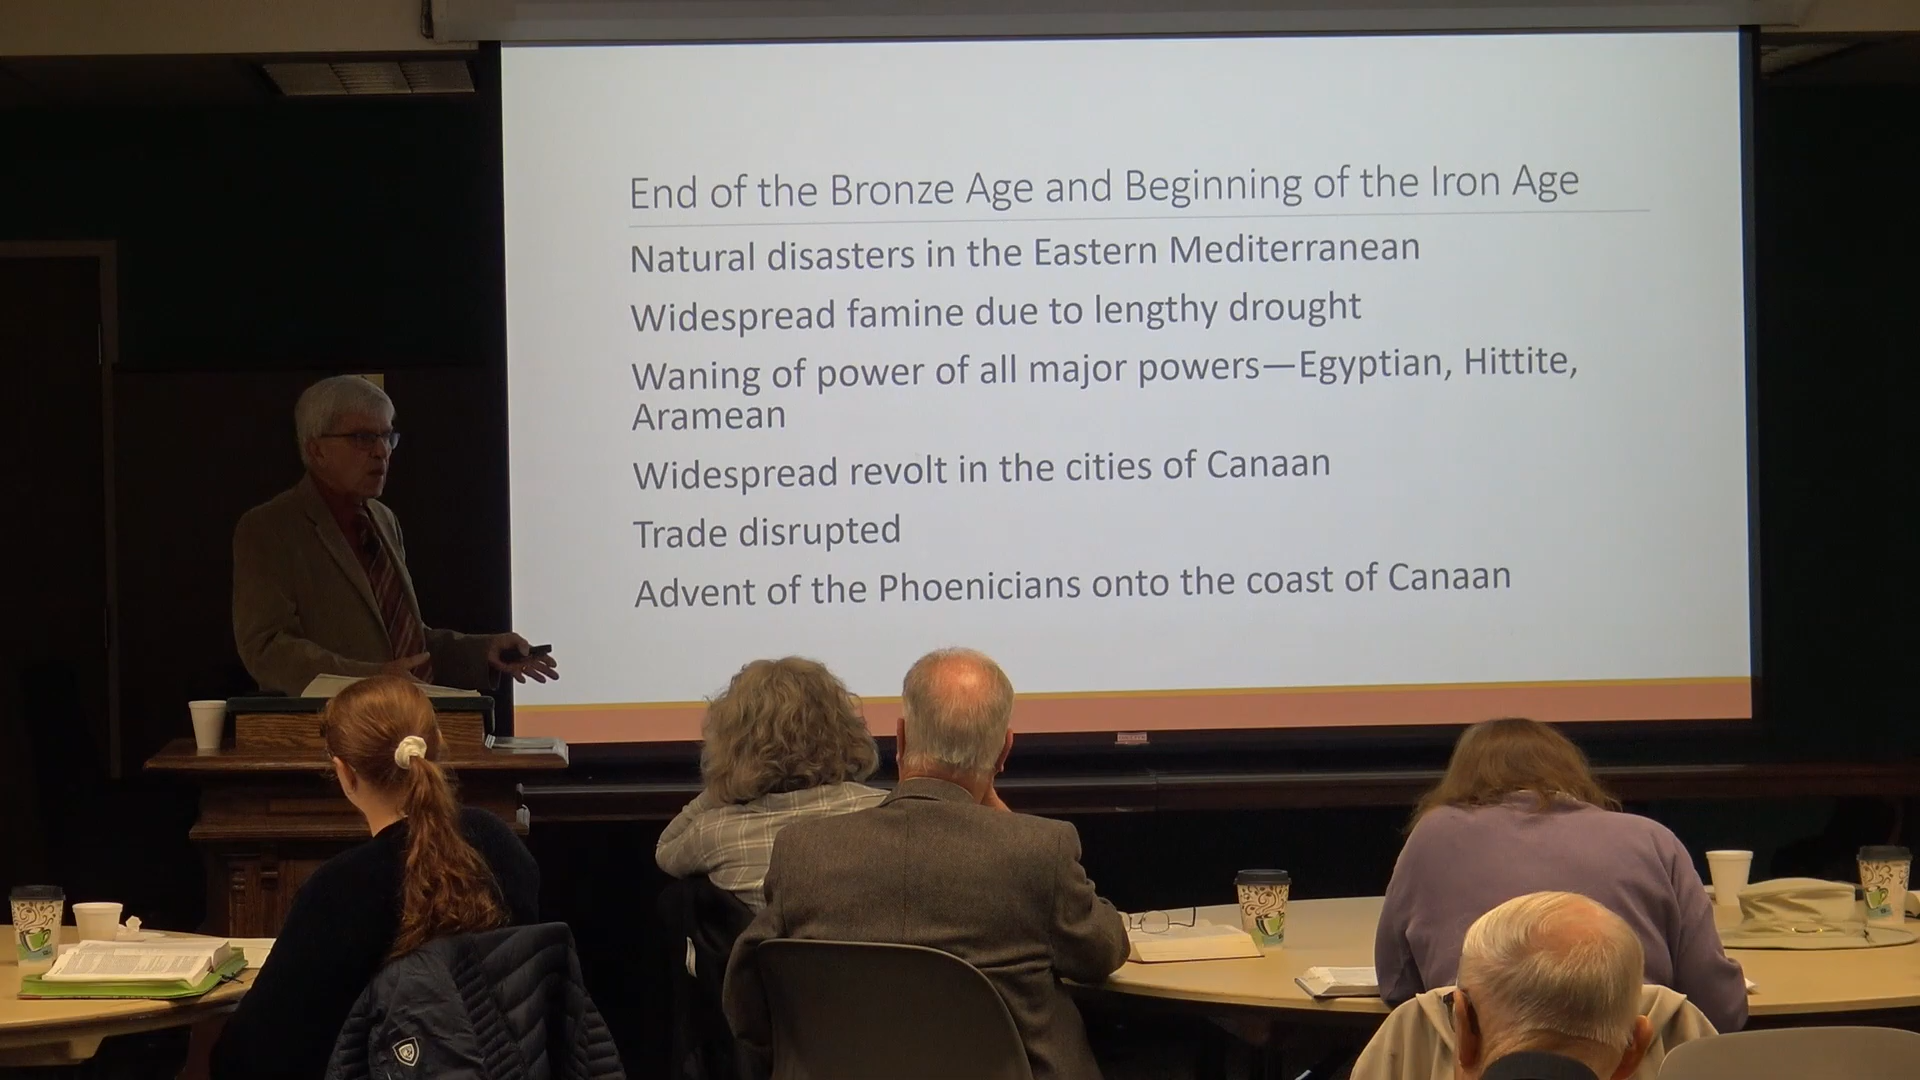 End of the Bronze Age and Beginning of the Iron Age
Natural disasters in the Eastern Mediterranean
Widespread famine due to lengthy drought
Waning of power of all major powers—Egyptian, Hittite,
Aramean
Widespread revolt in the cities of Canaan
Trade disrupted
Advent of the Phoenicians onto the coast of Canaan